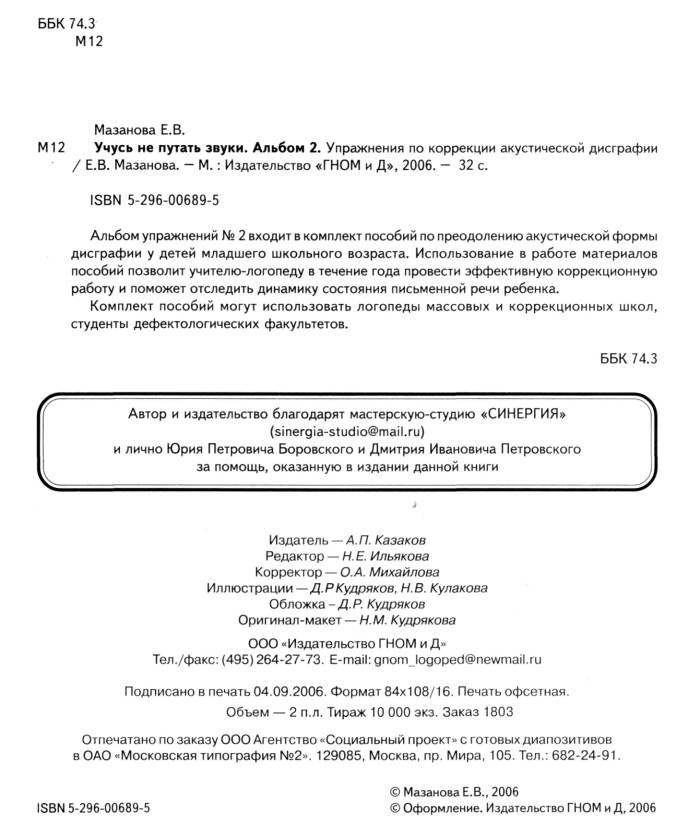 ББК 74.3
М12
Мазанова Е.В.
М12 Учусь не путать звуки. Альбом 2. Упражнения по коррекции акустической дисграфии
/ Е.В. Мазанова. — М. : Издательство «ГНОМ и Д», 2006. — 32 с.
ISBN 5-296-00689-5
Альбом упражнений № 2 входит в комплект пособий по преодолению акустической формы
дисграфии у детей младшего школьного возраста. Использование в работе материалов
пособий позволит учителю-логопеду в течение года провести эффективную коррекционную
работу и поможет отследить динамику состояния письменной речи ребенка.
Комплект пособий могут использовать логопеды массовых и коррекционных школ,
студенты дефектологических факультетов.
ББК 74.3
Автор и издательство благодарят мастерскую-студию «СИНЕРГИЯ»
(sinergia-studio@mail.ru)
и лично Юрия Петровича Боровского и Дмитрия Ивановича Петровского
за помощь, оказанную в издании данной книги
Издатель — А.П. Казаков
Редактор — Н.Е. Ильякова
Корректор — О.А. Михайлова
Иллюстрации — Д.Р Кудряков, Н.В. Кулакова
Обложка – Д.Р. Кудряков
Оригинал-макет — Н.М. Кудрякова
ООО «Издательство ГНОМ и Д»
Тел./факс: (495) 264-27-73. E-mail: gnom_logoped@newmail.ru
Подписано в печать 04.09.2006. Формат 84х108/16. Печать офсетная.
Объем — 2 п.л. Тираж 10 000 экз. Заказ 1803
Отпечатано по заказу ООО Агентство «Социальный проект» с готовых диапозитивов
в ОАО «Московская типография №2». 129085, Москва, пр. Мира, 105. Тел.: 682-24-91.
© Мазанова Е.В., 2006
ISBN 5-296-00689-5 © Оформление. Издательство ГНОМ и Д, 2006